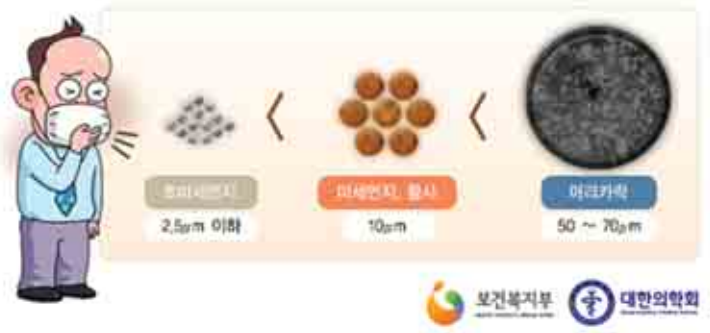 초미세먼지
미세먼지, 황사
머리카락
2.5μm 이하
10μm
50 ~ 70μm
보건복지부
대한의학회